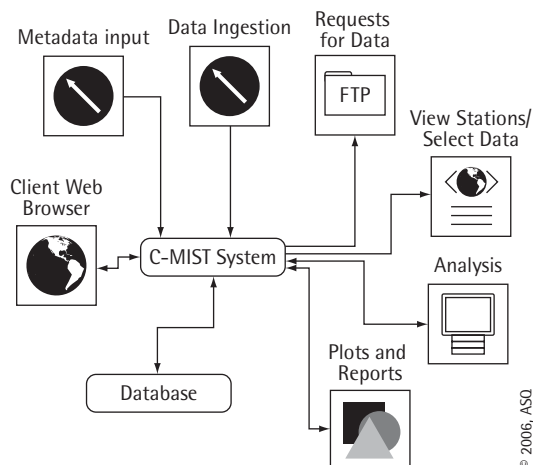 Metadata input
Data Ingestion
Requests
for Data
FTP
View Stations/
Select Data
Client Web
Browser
C-MIST System
Analysis
Plots and
Reports
Database
© 2006, ASQ